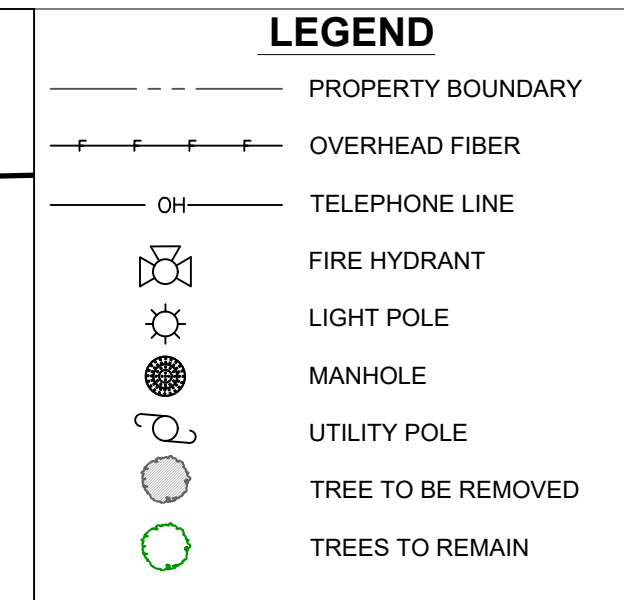 LEGEND
PROPERTY BOUNDARY
F F F F OVERHEAD FIBER
OH TELEPHONE LINE
FIRE HYDRANT
LIGHT POLE
MANHOLE
UTILITY POLE
TREE TO BE REMOVED
TREES TO REMAIN